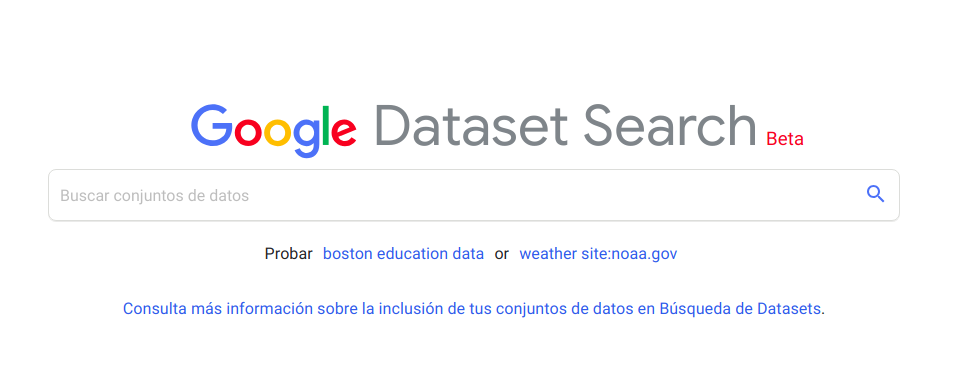 Google Dataset Search Beta
Buscar conjuntos de datos
Probar boston education data or weather site:noaa.gov
Consulta más información sobre la inclusión de tus conjuntos de datos en Búsqueda de Datasets.